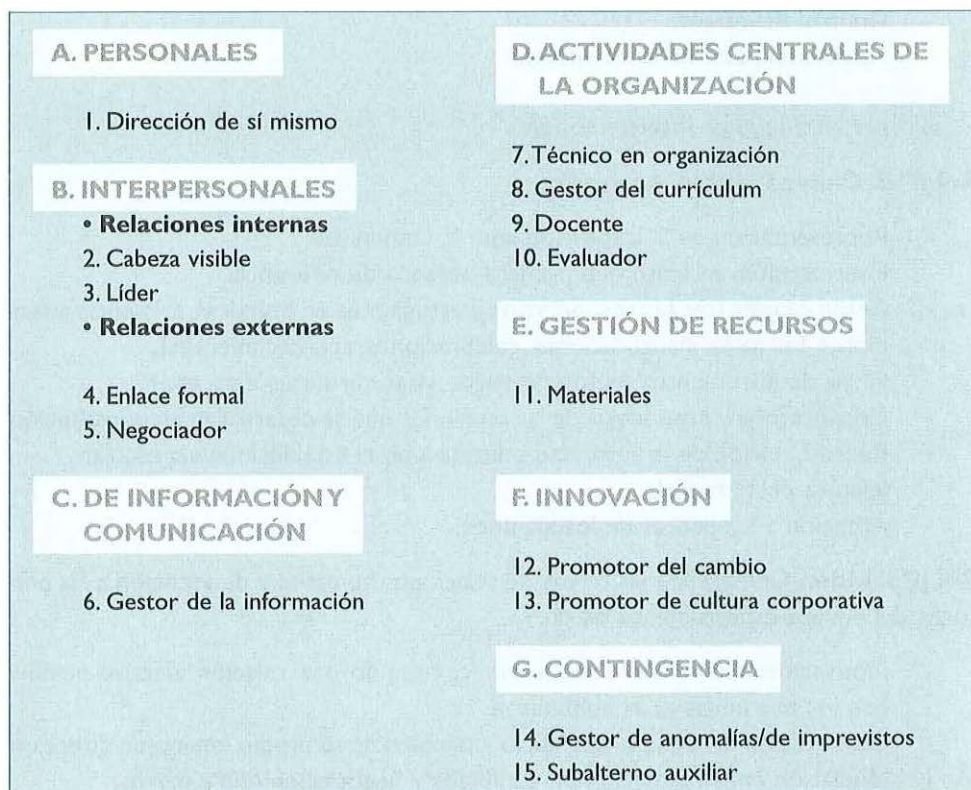 A. PERSONALES
1. Dirección de sí mismo
B. INTERPERSONALES
• Relaciones internas
2. Cabeza visible
3. Líder
• Relaciones externas
4. Enlace formal
5. Negociador
C. DE INFORMACIÓN Y
COMUNICACIÓN
6. Gestor de la información
D. ACTIVIDADES CENTRALES DE
LA ORGANIZACIÓN
7. Técnico en organización
8. Gestor del currículum
9. Docente
10. Evaluador
E. GESTIÓN DE RECURSOS
11. Materiales
F. INNOVACIÓN
12. Promotor del cambio
13. Promotor de cultura corporativa
G. CONTINGENCIA
14. Gestor de anomalías/de imprevistos
15. Subalterno auxiliar